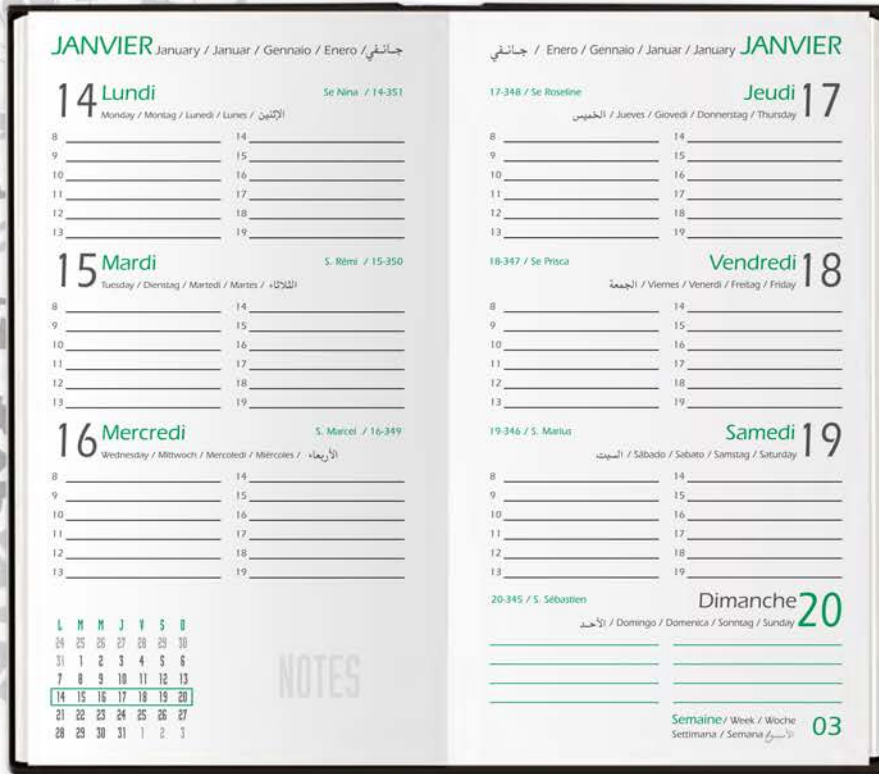 JANVIER January / Januar / Gennaio / Enero / جـانـفـي
14 Lundi Se Nina / 14-351
Monday / Montag / Lunedi / Lunes / الإثنين
8 14
9 15
10 16
11 17
12 18
13 19
15 Mardi S. Rémi / 15-350
Tuesday / Dienstag / Martedi / Martes / الثلاثاء
8 14
9 15
10 16
11 17
12 18
13 19
16 Mercredi S. Marcel / 16-349
Wednesday / Mittwoch / Mercoledi / Miércoles / الأربعاء
8 14
9 15
10 16
11 17
12 18
13 19
L M M J V S D
24 25 26 27 28 29 30
31 1 2 3 4 5 6
7 8 9 10 11 12 13
14 15 16 17 18 19 20
21 22 23 24 25 26 27
28 29 30 31 1 2 3
NOTES
جـانـفـي / Enero / Gennaio / Januar / January JANVIER
17-348 / Se Roseline Jeudi 17
الخميس / Jueves / Giovedi / Donnerstag / Thursday
8 14
9 15
10 16
11 17
12 18
13 19
18-347 / Se Prisca Vendredi 18
الجمعة / Viernes / Venerdi / Freitag / Friday
8 14
9 15
10 16
11 17
12 18
13 19
19-346 / S. Marius Samedi 19
السبت / Sábado / Sabato / Samstag / Saturday
8 14
9 15
10 16
11 17
12 18
13 19
20-345 / S. Sébastien Dimanche 20
الأحـد / Domingo / Domenica / Sonntag / Sunday
Semaine / Week / Woche 03
Settimana / Semana / الأسبوع